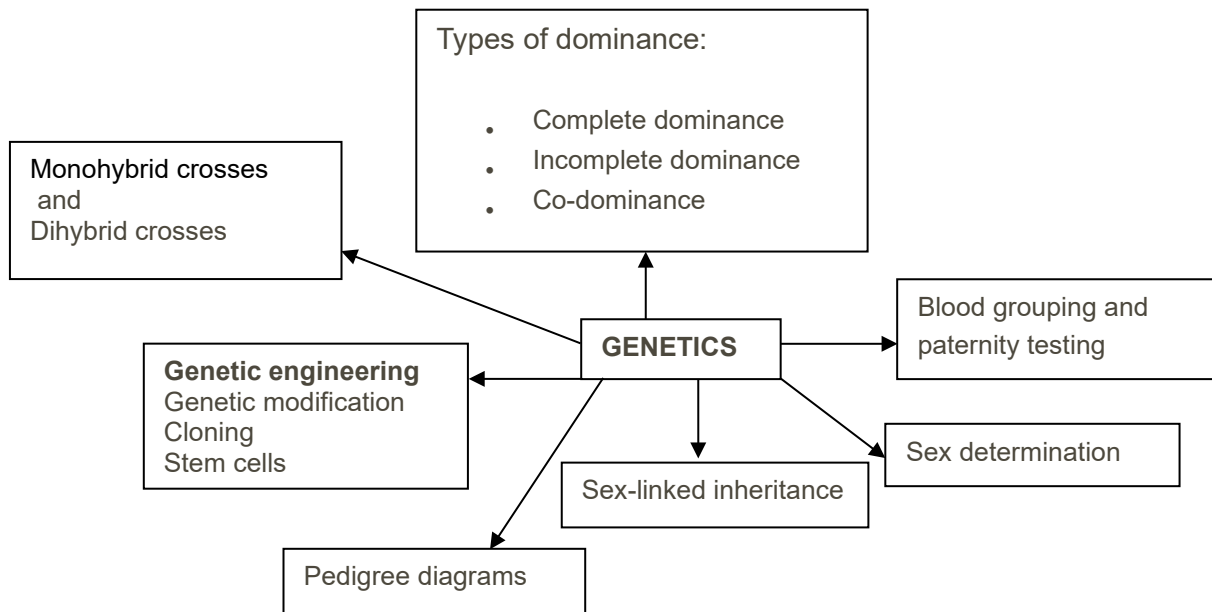 Types of dominance:
• Complete dominance
• Incomplete dominance
• Co-dominance
Monohybrid crosses
and
Dihybrid crosses
GENETICS
Blood grouping and
paternity testing
Genetic engineering
Genetic modification
Cloning
Stem cells
Sex determination
Sex-linked inheritance
Pedigree diagrams